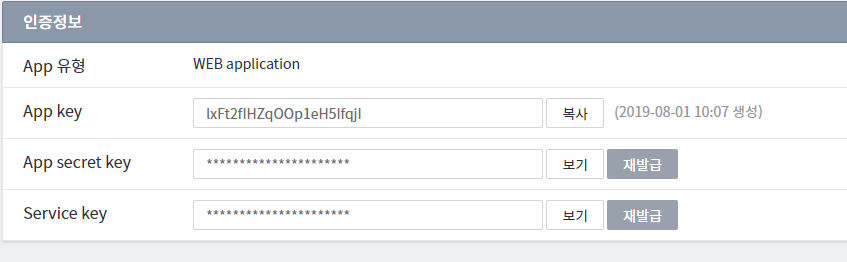 인증정보
App 유형 WEB application
App key lxFt2fIHZqOOp1eH5IfqjI 복사 (2019-08-01 10:07 생성)
App secret key ********************** 보기 재발급
Service key ********************** 보기 재발급